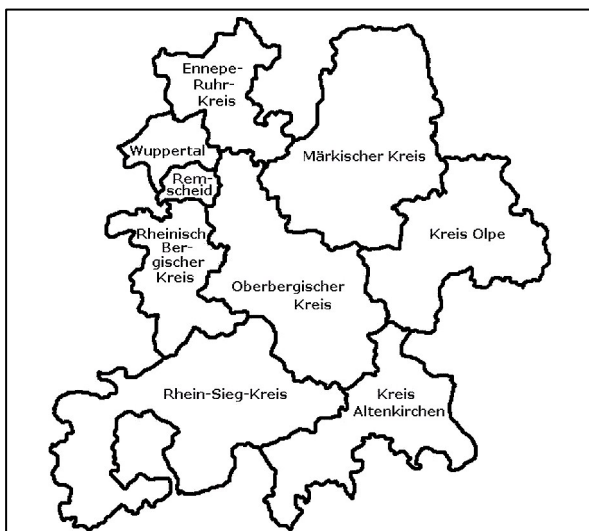 Ennepe-
Ruhr-
Kreis
Wuppertal
Märkischer Kreis
Rem-
scheid
Rheinisch
Ber-
gischer
Kreis
Kreis Olpe
Oberbergischer
Kreis
Rhein-Sieg-Kreis
Kreis
Altenkirchen